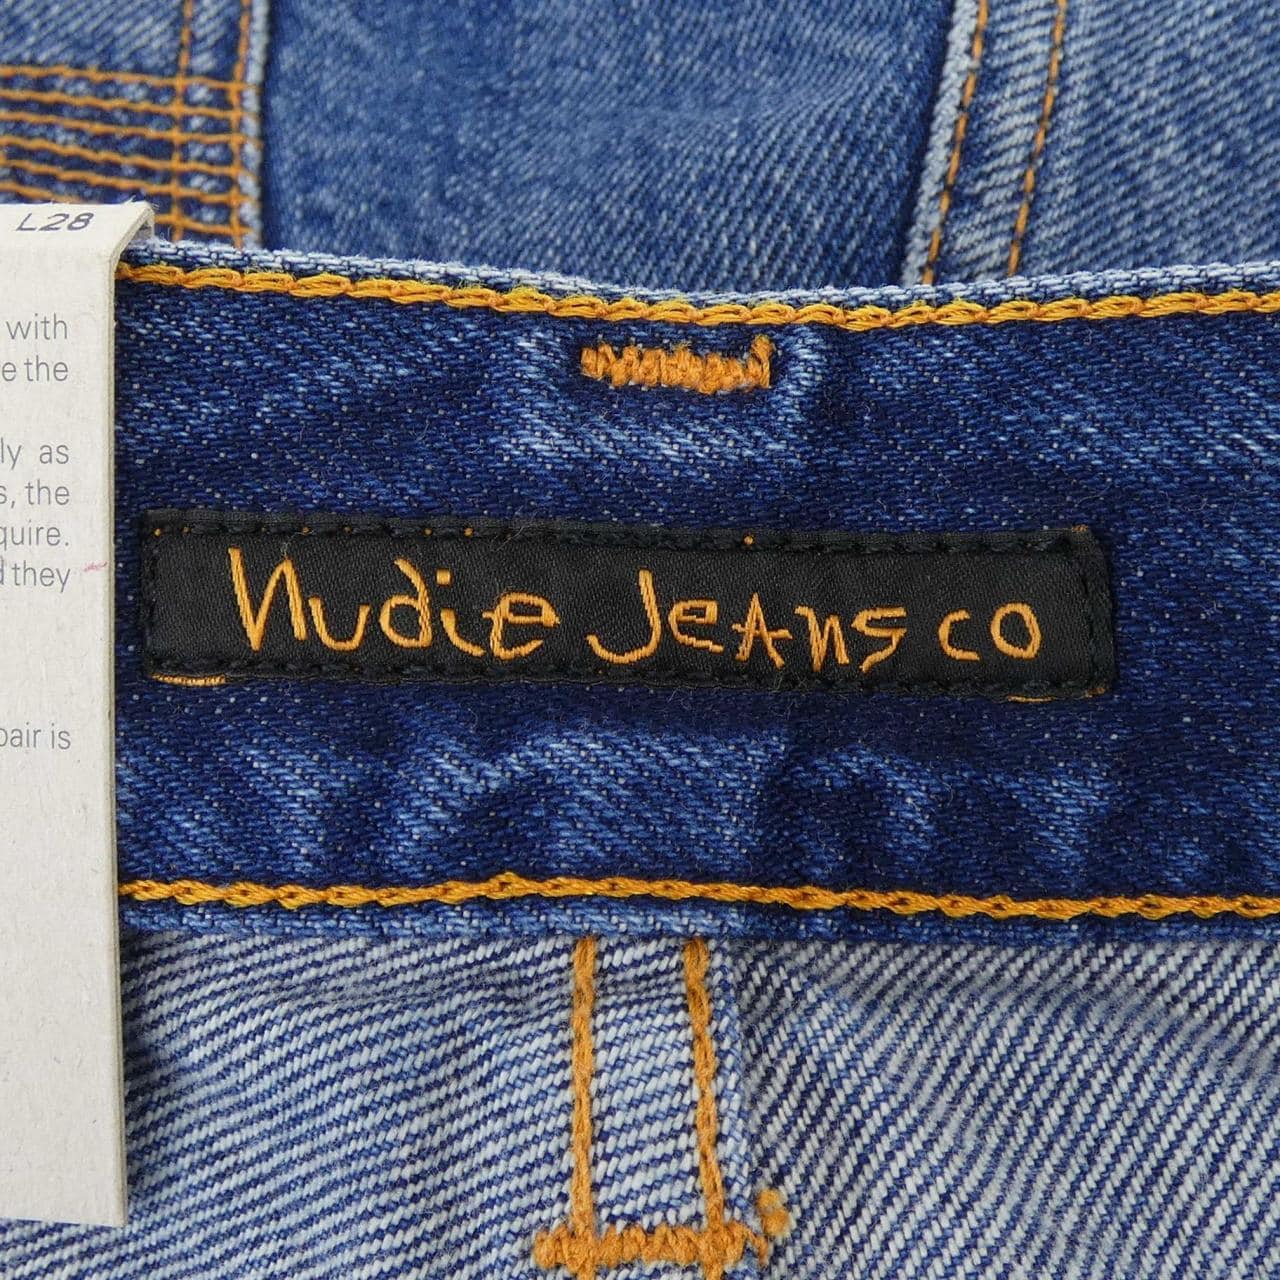 L28
with
e the
ly as
s, the
quire.
they
pair is
Nudie Jeans co